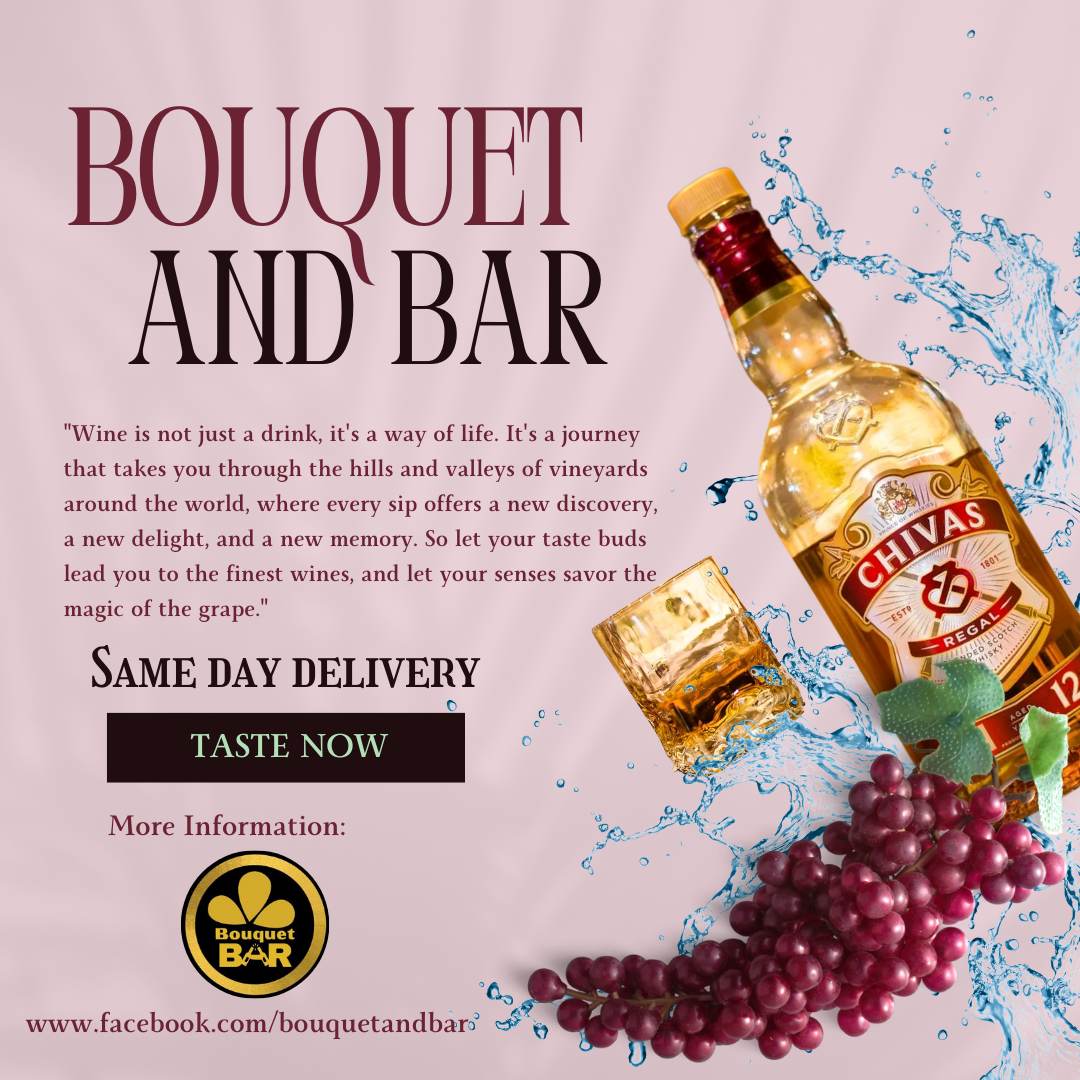 BOUQUET
AND BAR
"Wine is not just a drink, it's a way of life. It's a journey
that takes you through the hills and valleys of vineyards
around the world, where every sip offers a new discovery,
a new delight, and a new memory. So let your taste buds
lead you to the finest wines, and let your senses savor the
magic of the grape."
SAME DAY DELIVERY
TASTE NOW
More Information:
Bouquet
BAR
www.facebook.com/bouquetandbar
CHIVAS
ESTD 1801
REGAL
SCOTCH
WHISKY
AGED
12